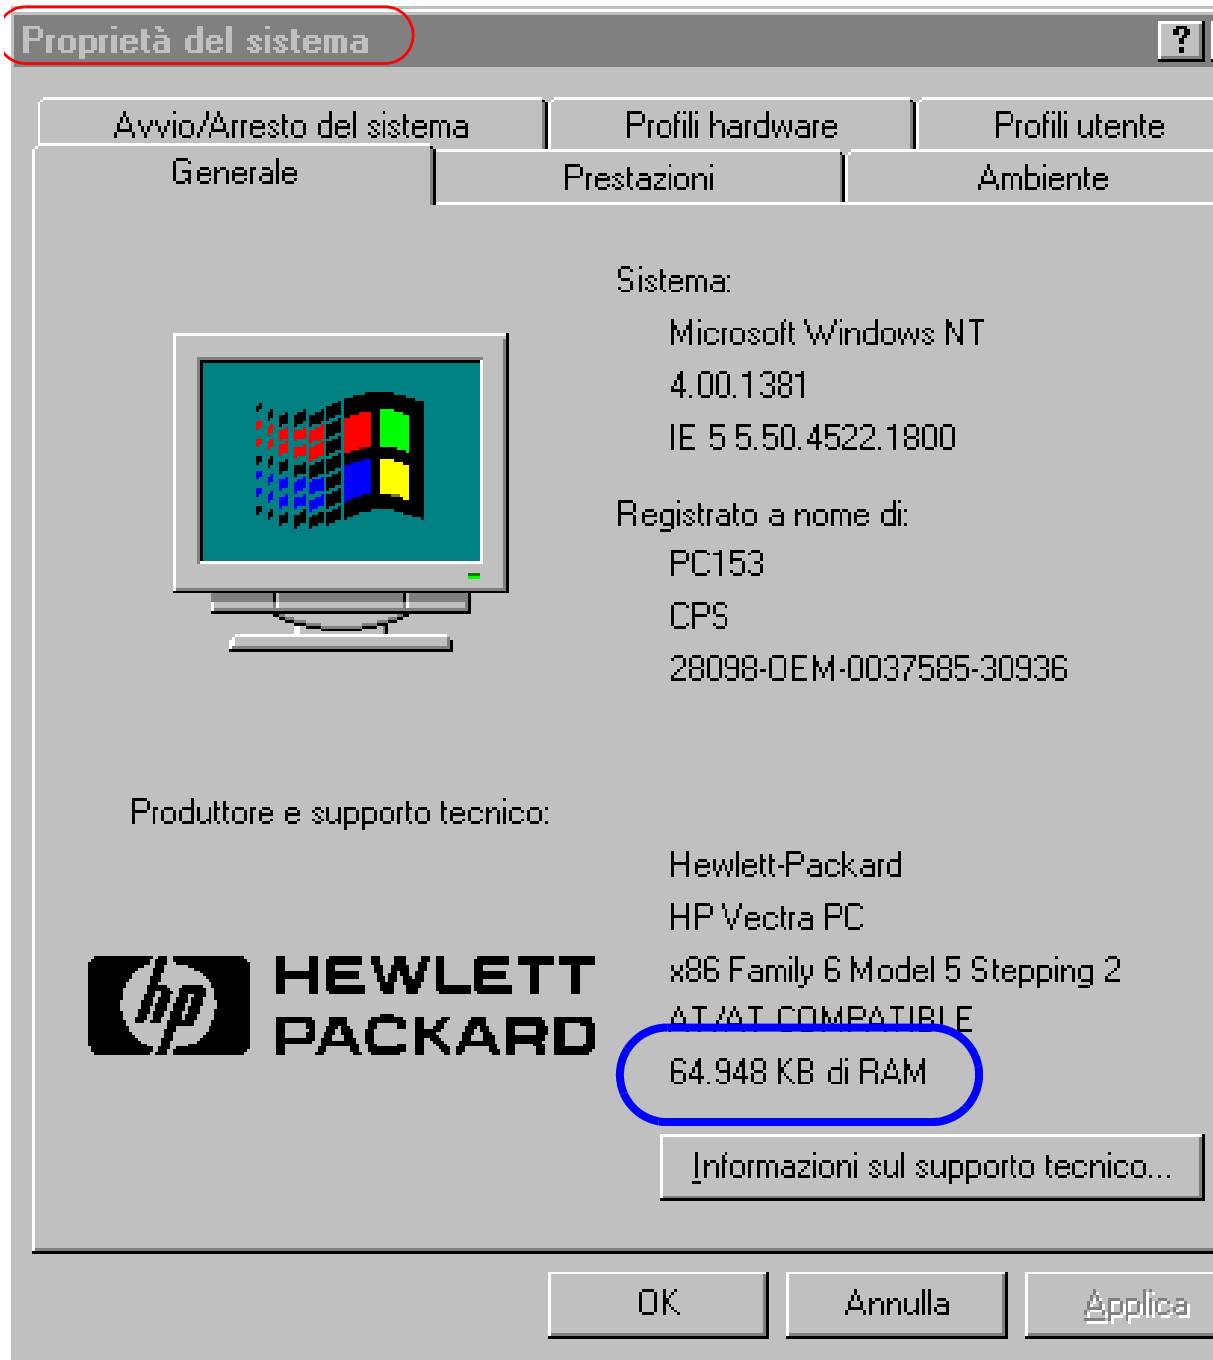 Proprietà del sistema
?
Avvio/Arresto del sistema
Profili hardware
Profili utente
Generale
Prestazioni
Ambiente
Sistema:
Microsoft Windows NT
4.00.1381
IE 5 5.50.4522.1800
Registrato a nome di:
PC153
CPS
28098-OEM-0037585-30936
Produttore e supporto tecnico:
Hewlett-Packard
HP Vectra PC
x86 Family 6 Model 5 Stepping 2
AT/AT COMPATIBLE
64.948 KB di RAM
hp
HEWLETT
PACKARD
Informazioni sul supporto tecnico...
OK
Annulla
Applica